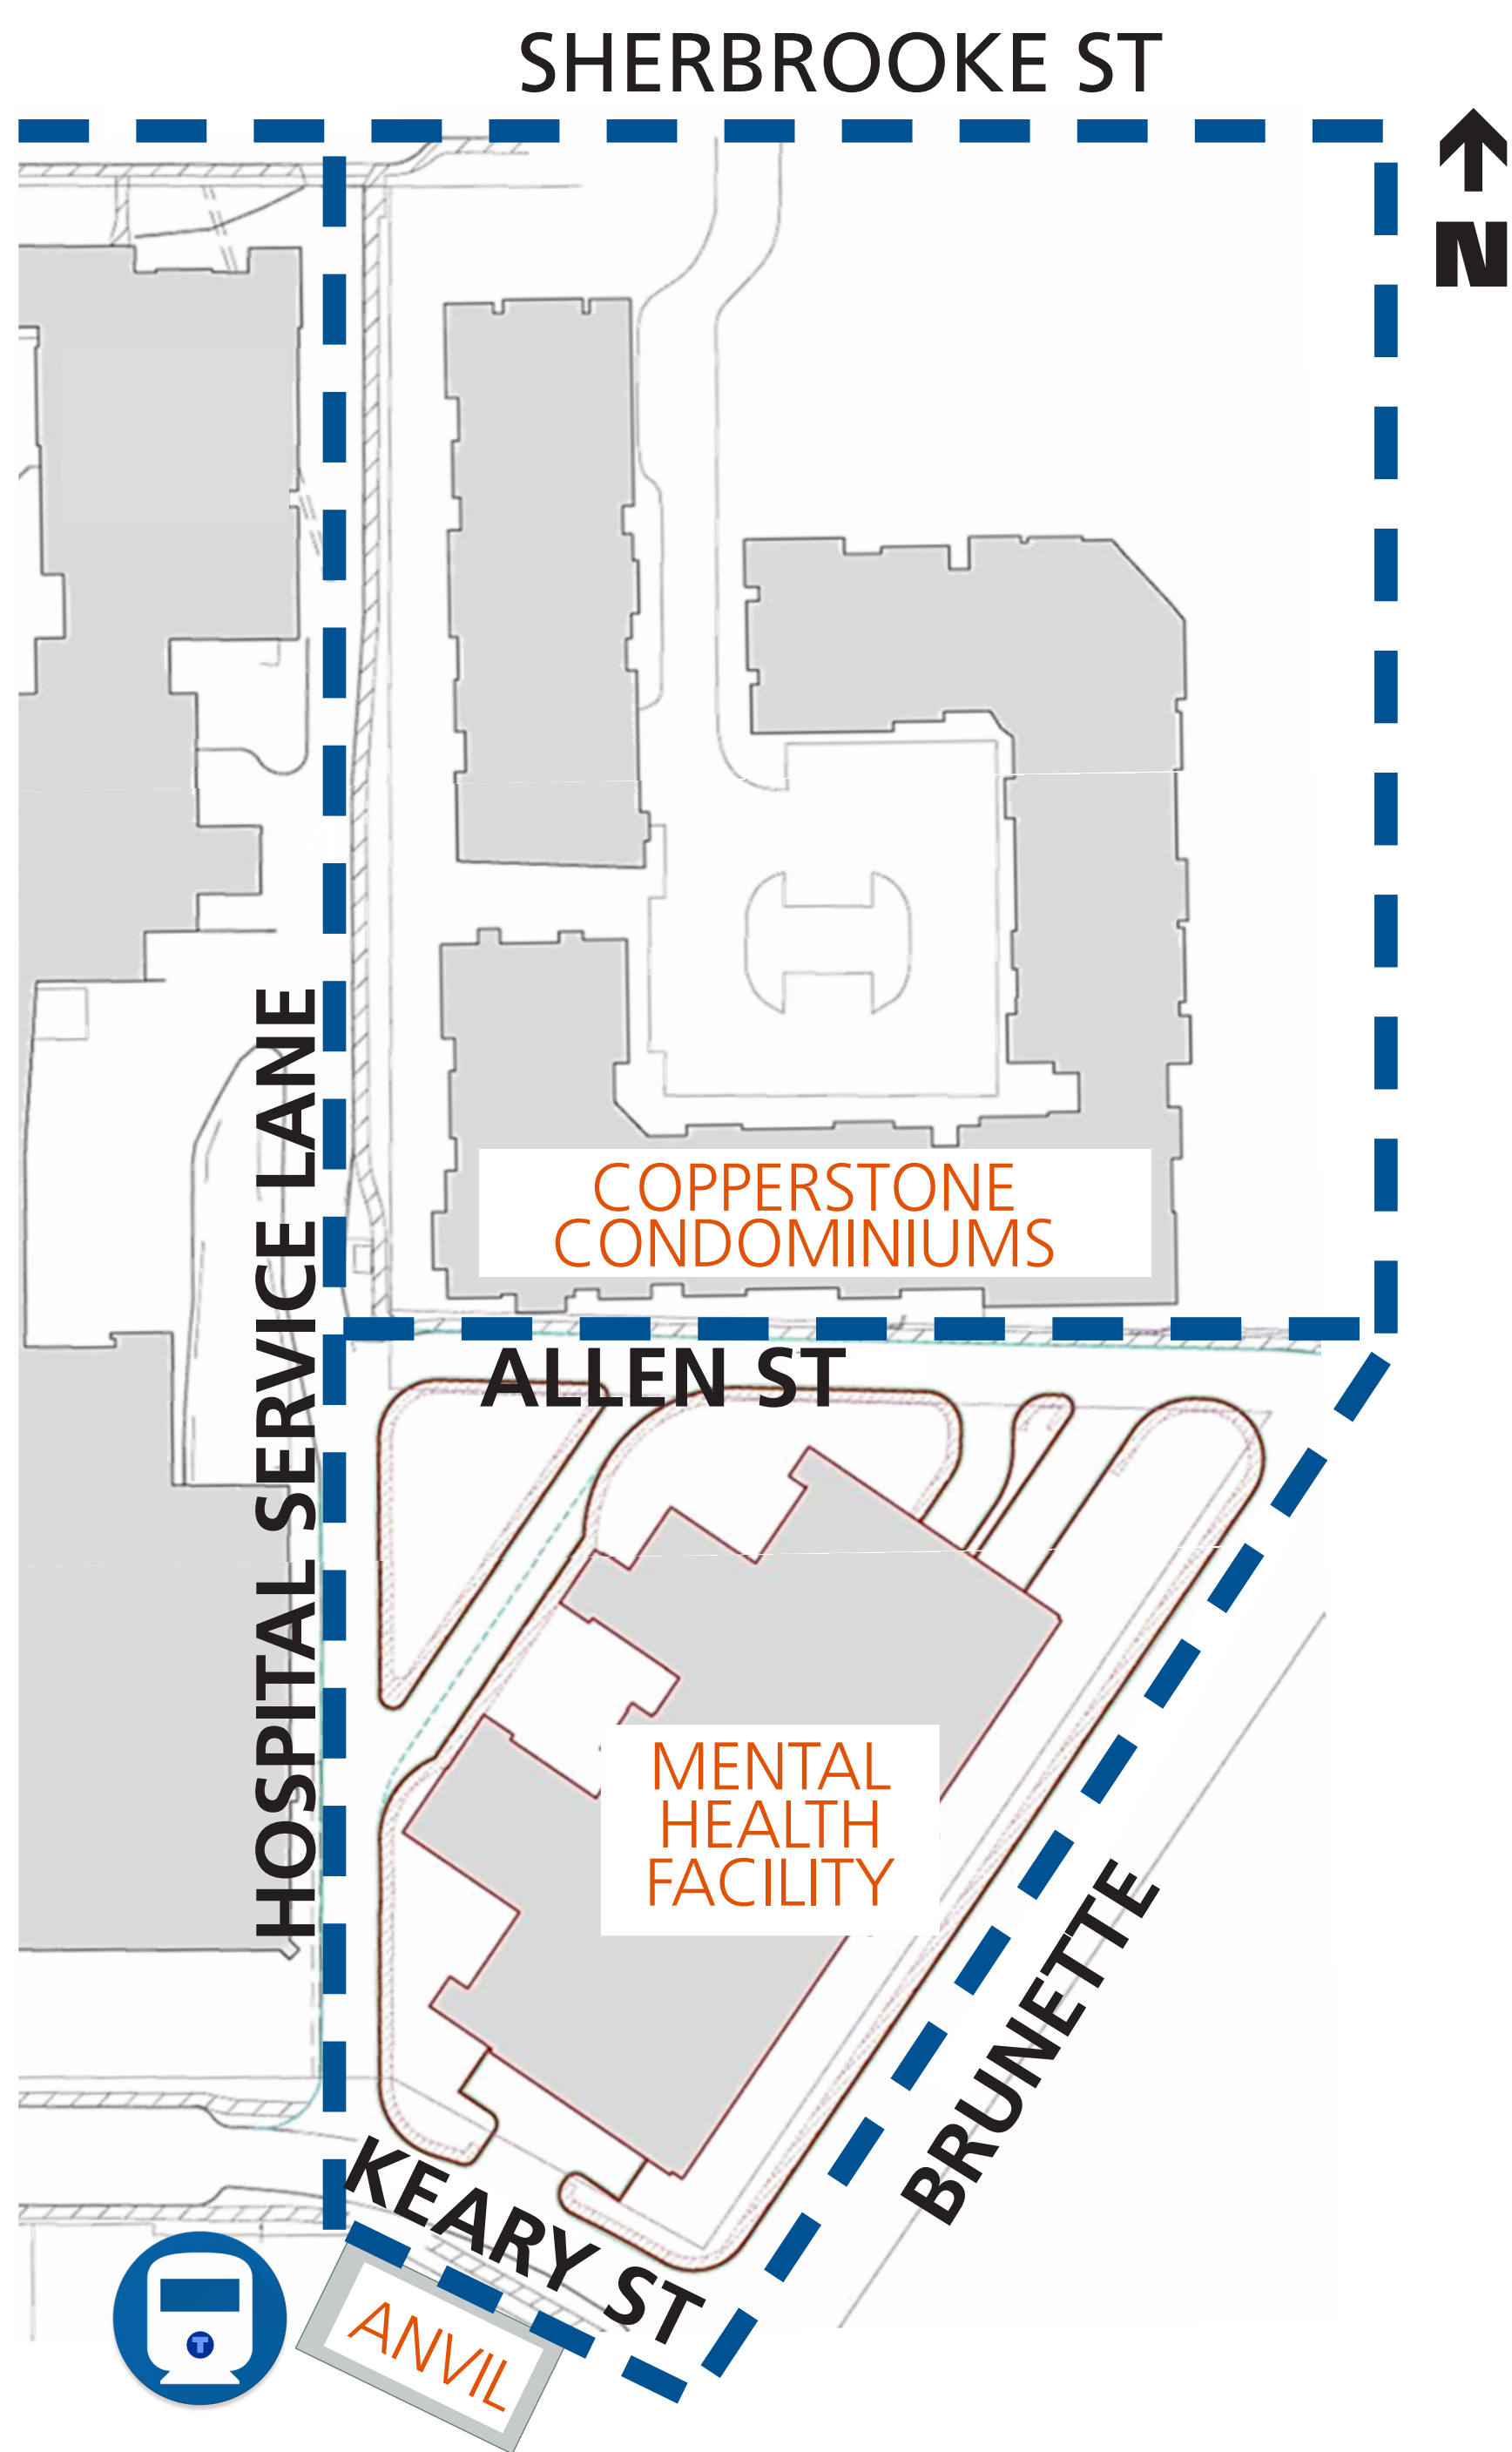 SHERBROOKE ST
N
COPPERSTONE
CONDOMINIUMS
HOSPITAL SERVICE LANE
ALLEN ST
MENTAL
HEALTH
FACILITY
BRUNETTE
KEARY ST
ANVIL
T